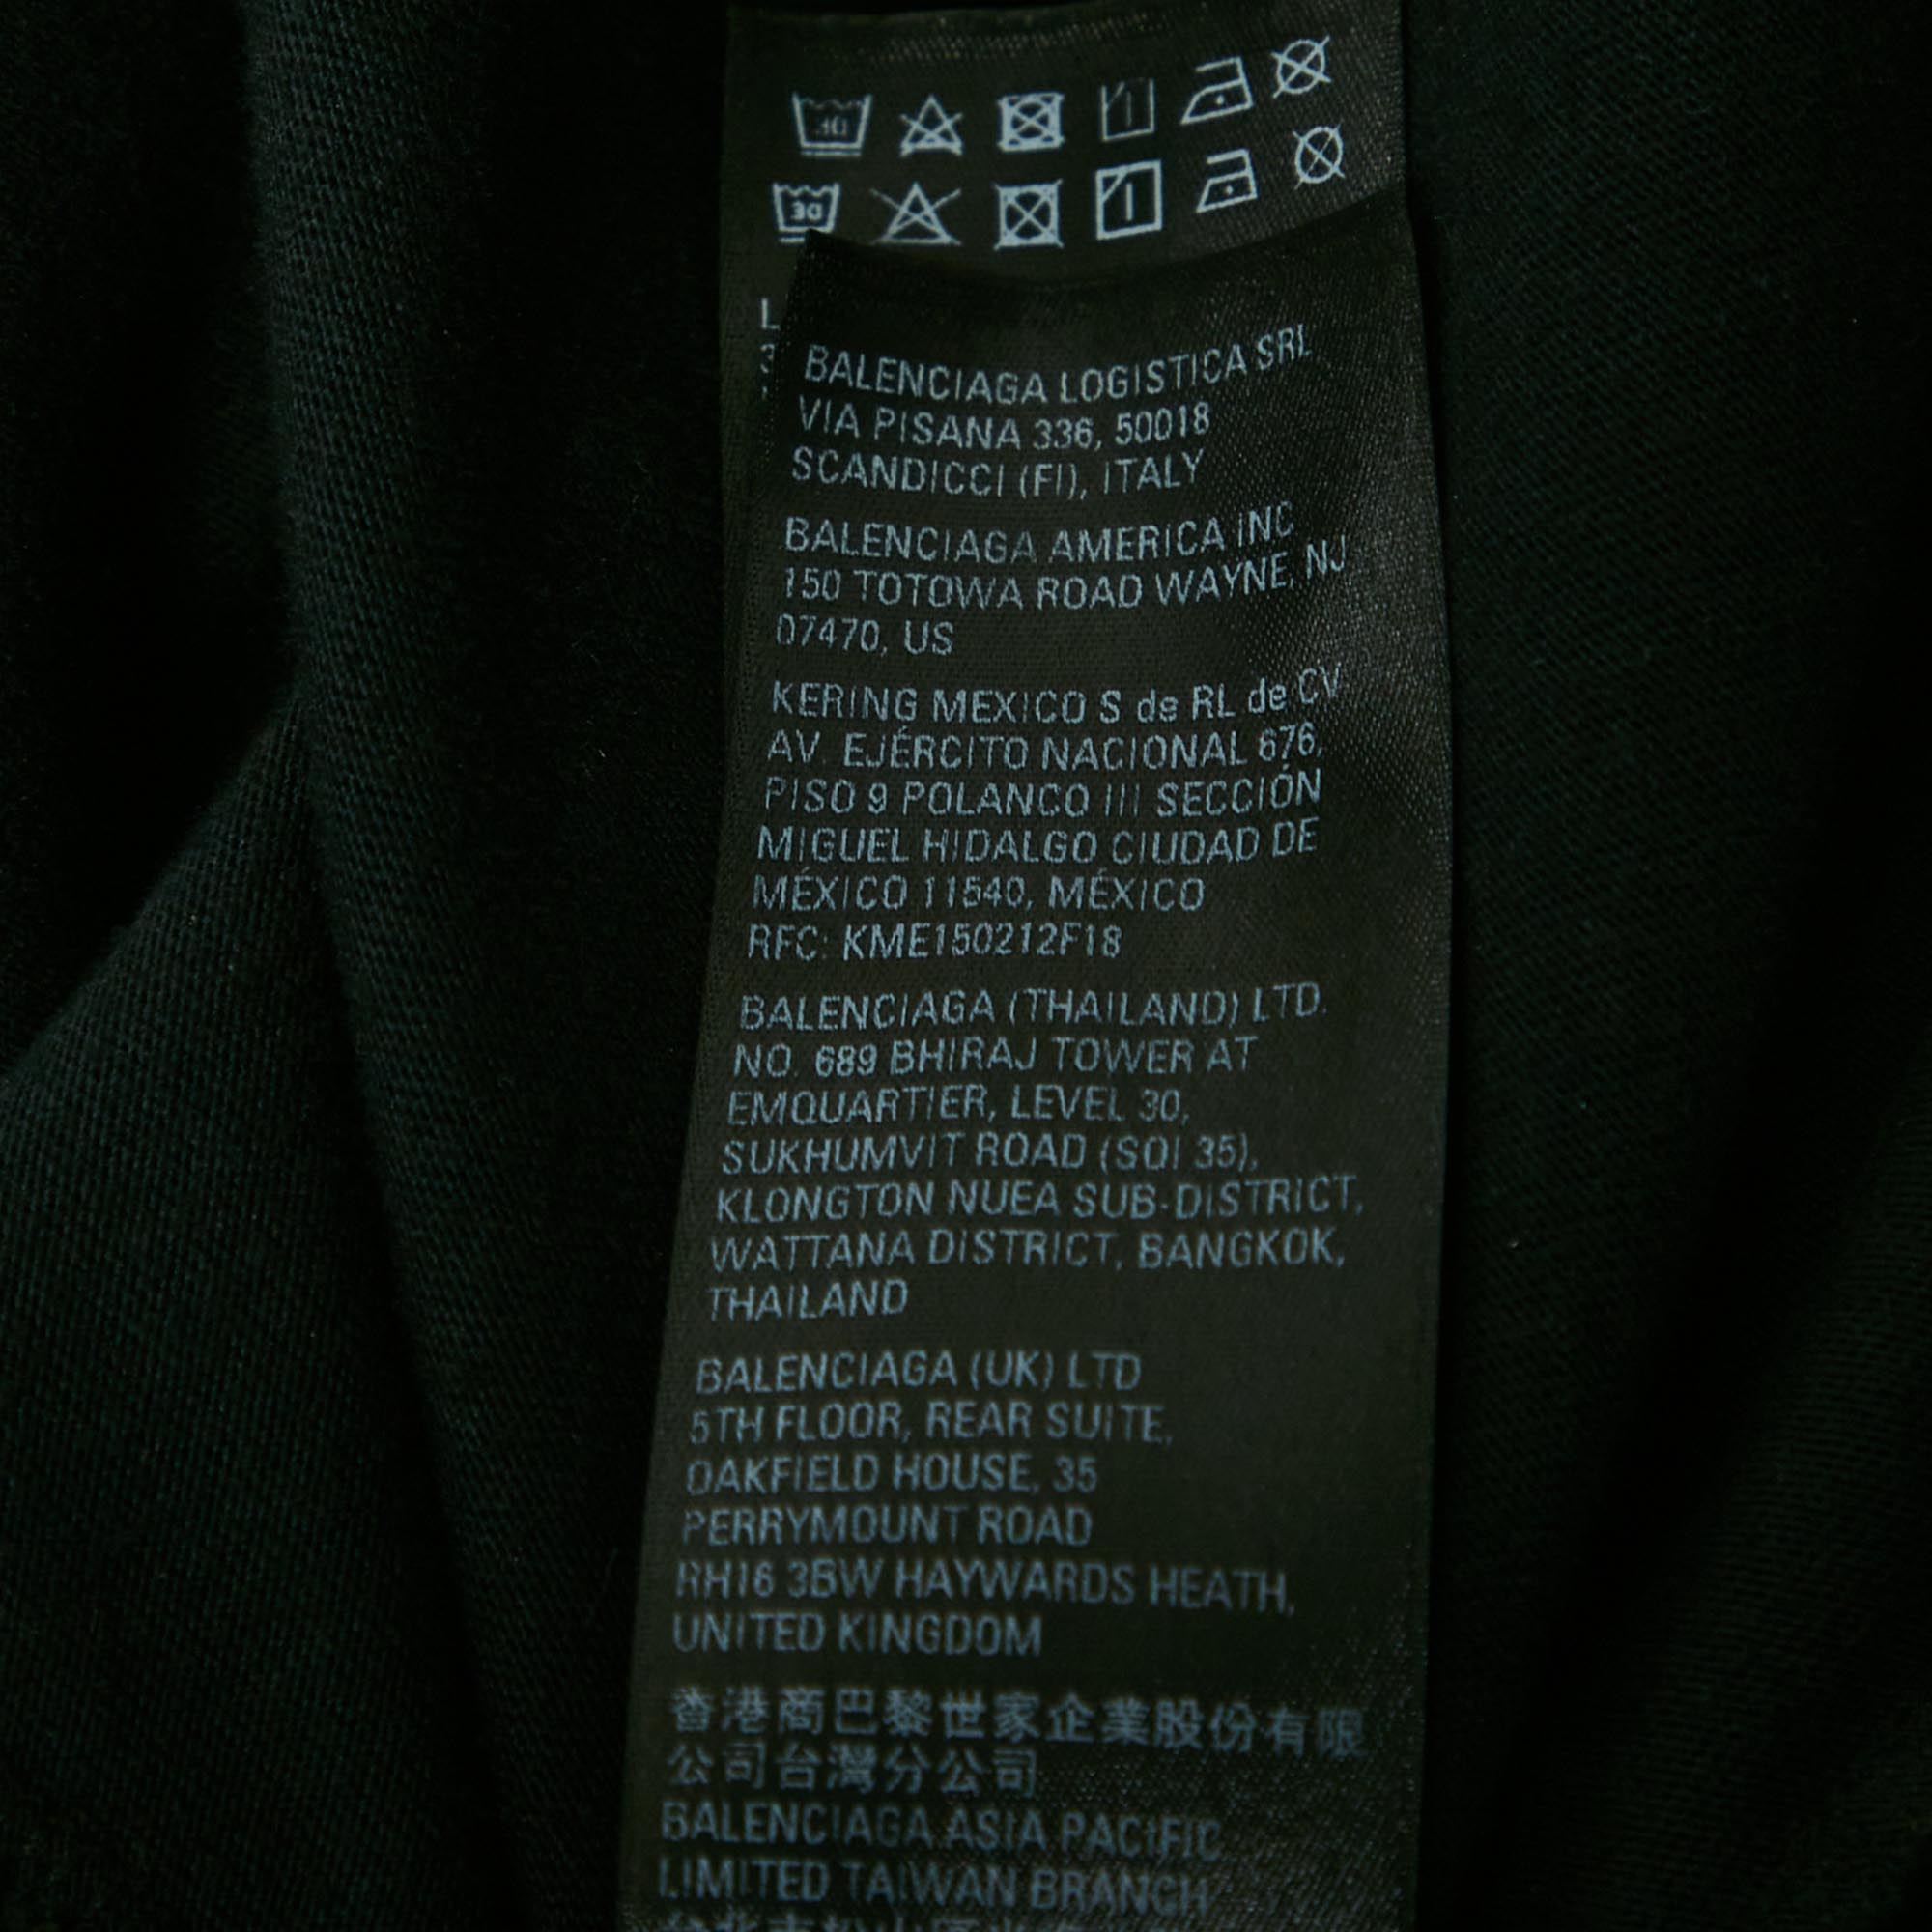 30
30
L
3
BALENCIAGA LOGISTICA SRL
VIA PISANA 336, 50018
SCANDICCI (FI), ITALY
BALENCIAGA AMERICA INC
150 TOTOWA ROAD WAYNE, NJ
07470, US
KERING MEXICO S de RL de CV
AV. EJÉRCITO NACIONAL 676,
PISO 9 POLANCO III SECCIÓN
MIGUEL HIDALGO CIUDAD DE
MÉXICO 11540, MÉXICO
RFC: KME150212F18
BALENCIAGA (THAILAND) LTD.
NO. 689 BHIRAJ TOWER AT
EMQUARTIER, LEVEL 30,
SUKHUMVIT ROAD (SOI 35),
KLONGTON NUEA SUB-DISTRICT,
WATTANA DISTRICT, BANGKOK,
THAILAND
BALENCIAGA (UK) LTD
5TH FLOOR, REAR SUITE,
OAKFIELD HOUSE, 35
PERRYMOUNT ROAD
RH16 3BW HAYWARDS HEATH,
UNITED KINGDOM
香港商巴黎世家企業股份有限
公司台灣分公司
BALENCIAGA ASIA PACIFIC
LIMITED TAIWAN BRANCH